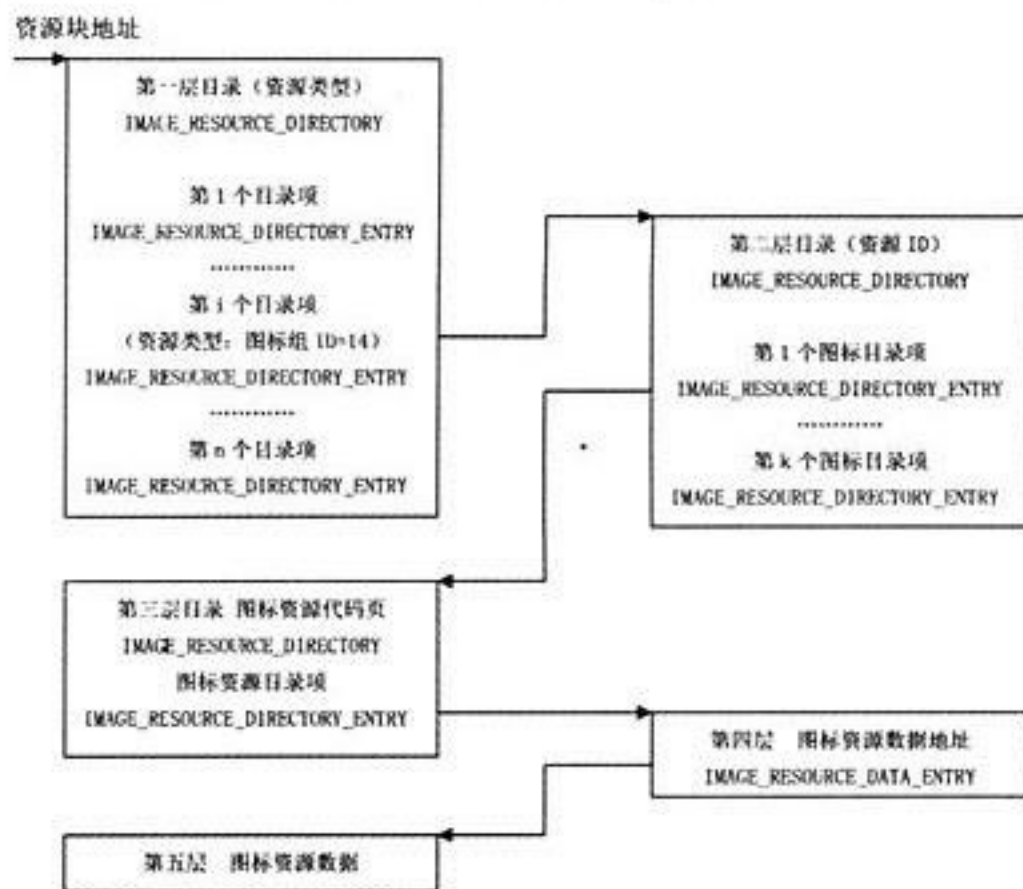 资源块地址
第一层目录（资源类型）
IMAGE_RESOURCE_DIRECTORY
第 1 个目录项
IMAGE_RESOURCE_DIRECTORY_ENTRY
............
第 i 个目录项
（资源类型：图标组 ID=14）
IMAGE_RESOURCE_DIRECTORY_ENTRY
............
第 n 个目录项
IMAGE_RESOURCE_DIRECTORY_ENTRY
第二层目录（资源 ID）
IMAGE_RESOURCE_DIRECTORY
第 1 个图标目录项
IMAGE_RESOURCE_DIRECTORY_ENTRY
............
第 k 个图标目录项
IMAGE_RESOURCE_DIRECTORY_ENTRY
第三层目录 图标资源代码页
IMAGE_RESOURCE_DIRECTORY
图标资源目录项
IMAGE_RESOURCE_DIRECTORY_ENTRY
第四层 图标资源数据地址
IMAGE_RESOURCE_DATA_ENTRY
第五层 图标资源数据